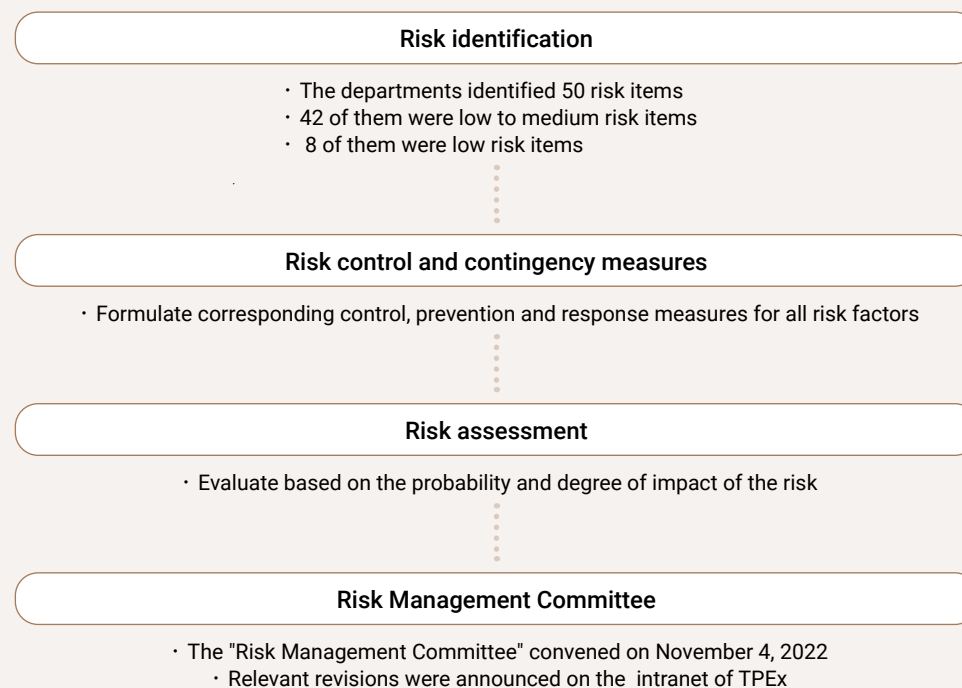 Risk identification
· The departments identified 50 risk items
· 42 of them were low to medium risk items
· 8 of them were low risk items
Risk control and contingency measures
· Formulate corresponding control, prevention and response measures for all risk factors
Risk assessment
· Evaluate based on the probability and degree of impact of the risk
Risk Management Committee
· The "Risk Management Committee" convened on November 4, 2022
· Relevant revisions were announced on the intranet of TPEx